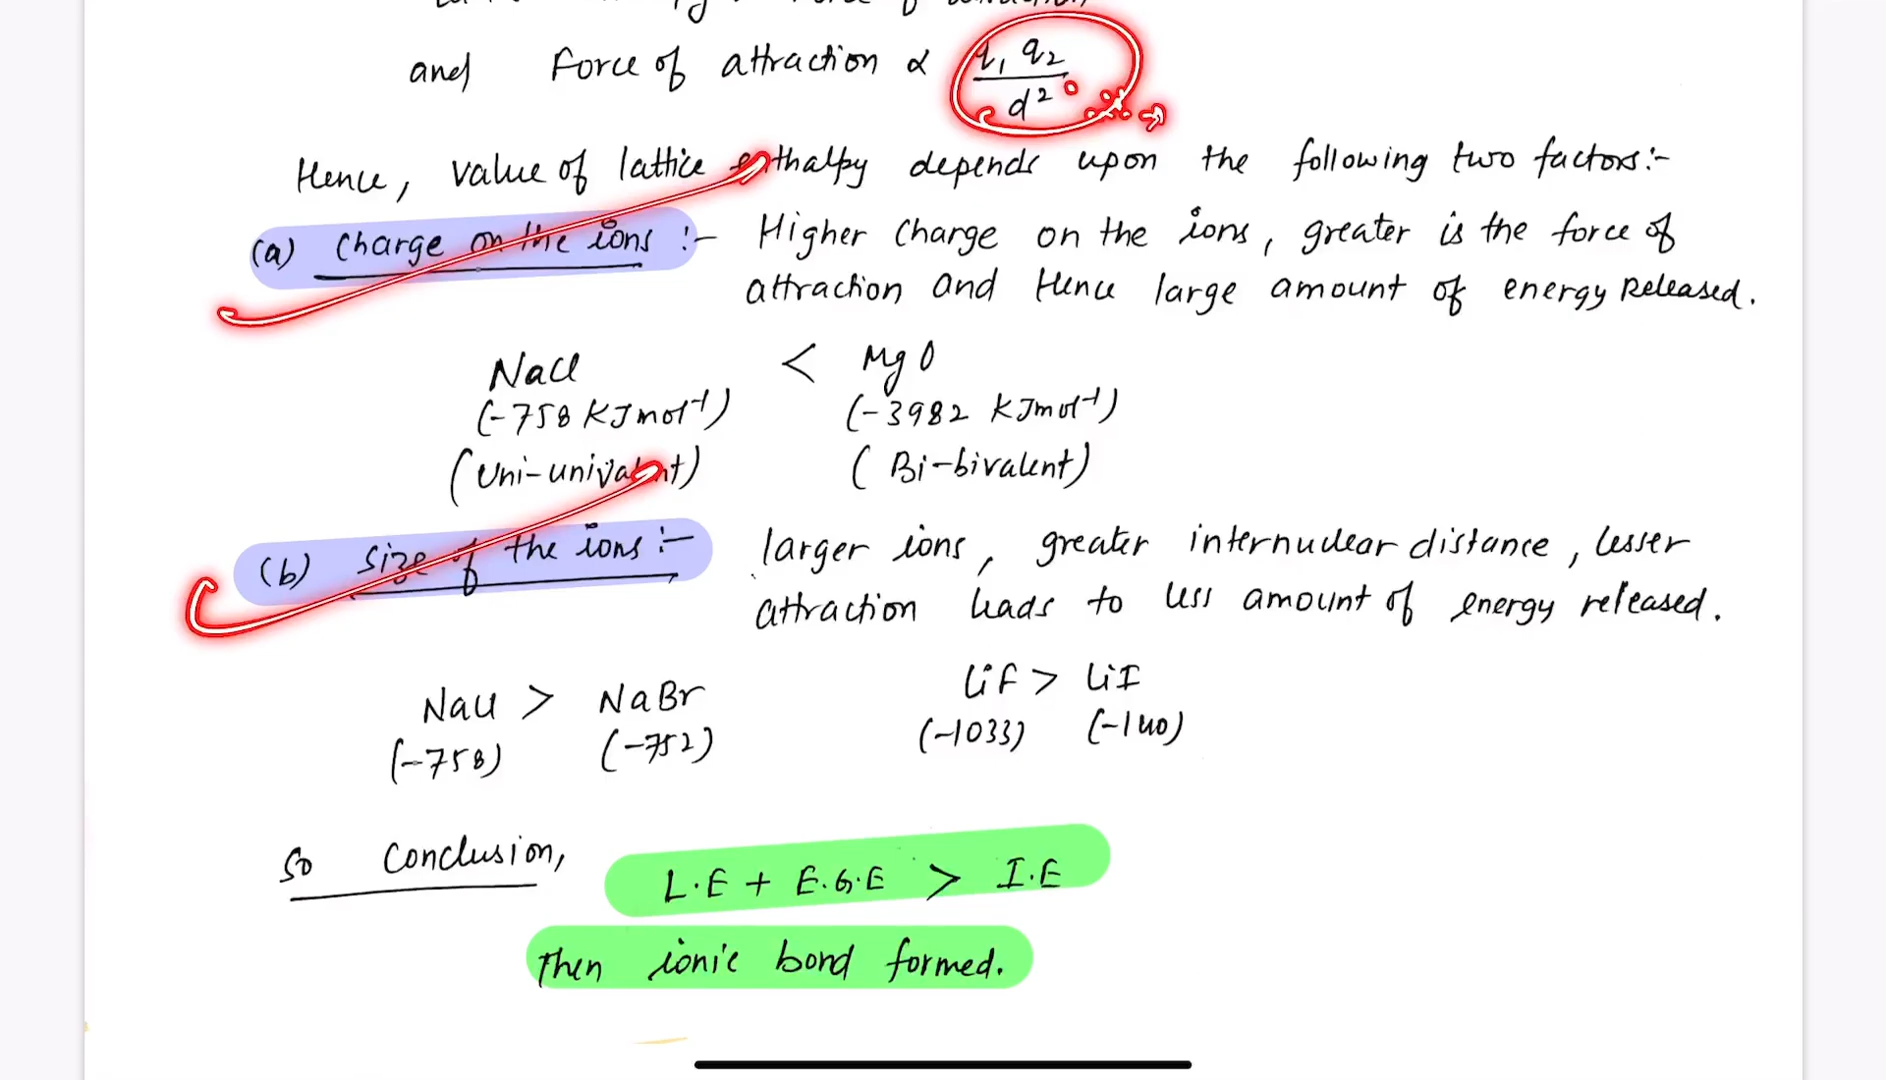 and Force of attraction ∝ q₁ q₂ / d²
Hence, value of lattice enthalpy depends upon the following two factors:-
(a) Charge on the ions :- Higher Charge on the ions, greater is the force of
attraction and Hence large amount of energy Released.
NaCl < MgO
(-758 KJmol⁻¹) (-3982 KJmol⁻¹)
(Uni-univalent) (Bi-bivalent)
(b) Size of the ions :- larger ions, greater internuclear distance, lesser
attraction leads to less amount of energy released.
NaCl > NaBr LiF > LiI
(-758) (-752) (-1033) (-140)
So Conclusion,
L.E + E.G.E > I.E
Then ionic bond formed.